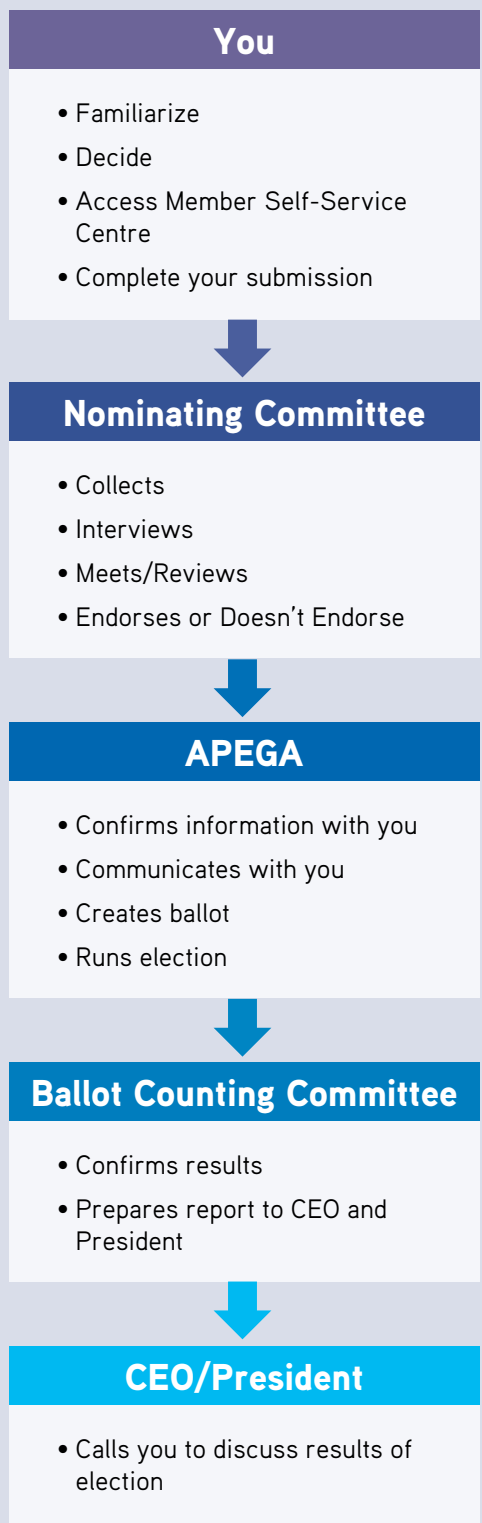 You
• Familiarize
• Decide
• Access Member Self-Service
Centre
• Complete your submission
Nominating Committee
• Collects
• Interviews
• Meets/Reviews
• Endorses or Doesn't Endorse
APEGA
• Confirms information with you
• Communicates with you
• Creates ballot
• Runs election
Ballot Counting Committee
• Confirms results
• Prepares report to CEO and
President
CEO/President
• Calls you to discuss results of
election